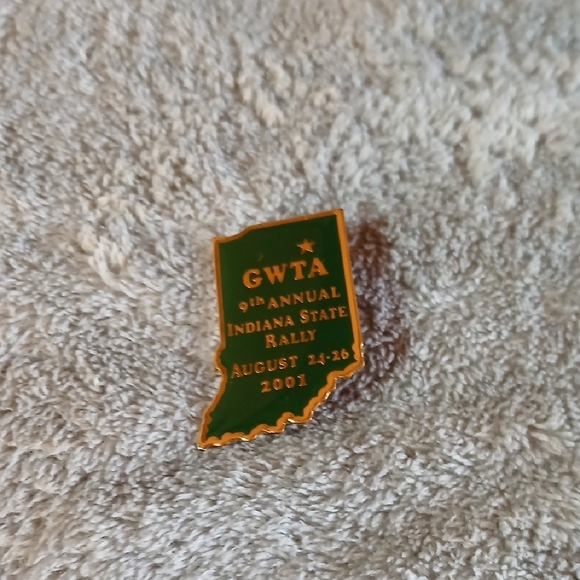 GWTA
9th ANNUAL
INDIANA STATE
RALLY
AUGUST 24-26
2001